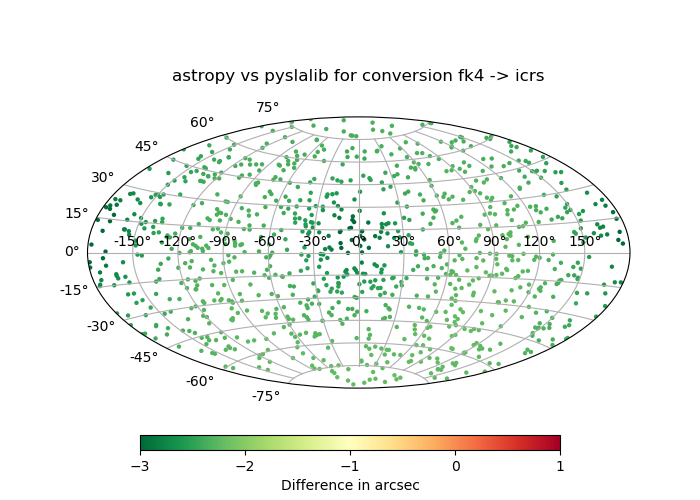 astropy vs pyslalib for conversion fk4 -> icrs
75°
60°
45°
30°
15°
-150° -120° -90° -60° -30° 0° 30° 60° 90° 120° 150°
0°
-15°
-30°
-45°
-60°
-75°
−3 −2 −1 0 1
Difference in arcsec